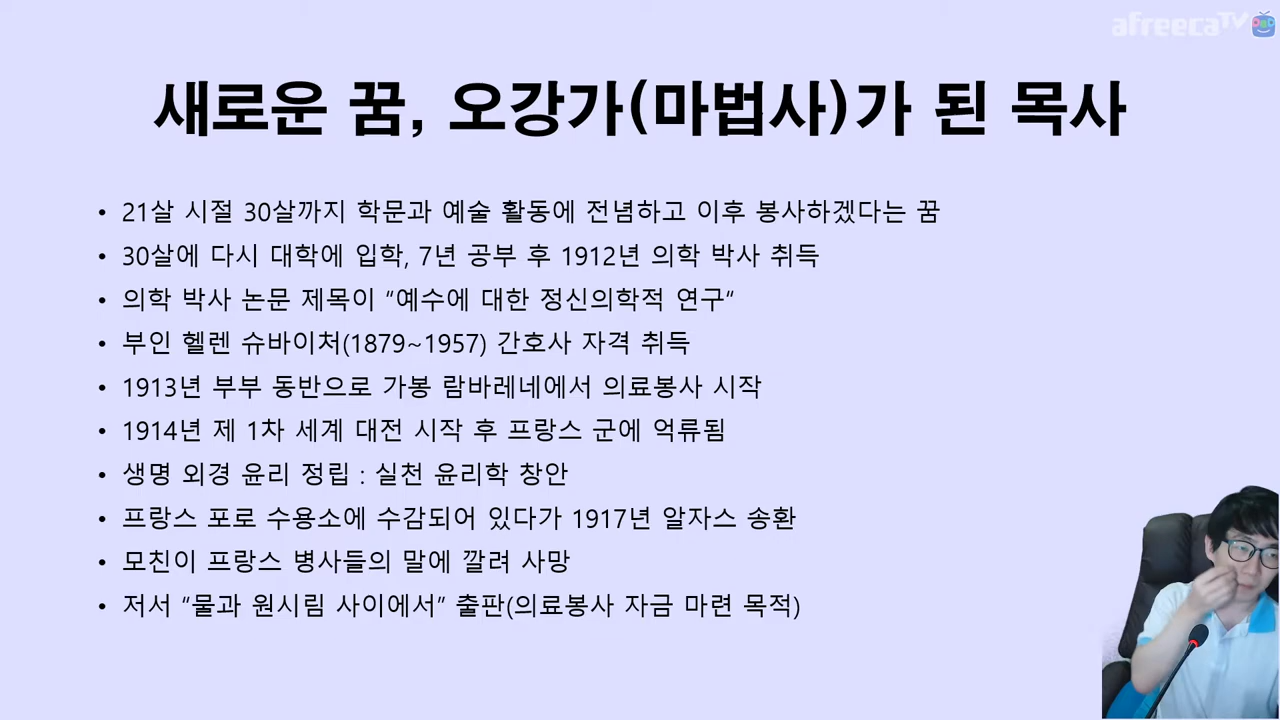 afreecaTV
새로운 꿈, 오강가(마법사)가 된 목사
• 21살 시절 30살까지 학문과 예술 활동에 전념하고 이후 봉사하겠다는 꿈
• 30살에 다시 대학에 입학, 7년 공부 후 1912년 의학 박사 취득
• 의학 박사 논문 제목이 “예수에 대한 정신의학적 연구“
• 부인 헬렌 슈바이처(1879~1957) 간호사 자격 취득
• 1913년 부부 동반으로 가봉 람바레네에서 의료봉사 시작
• 1914년 제 1차 세계 대전 시작 후 프랑스 군에 억류됨
• 생명 외경 윤리 정립 : 실천 윤리학 창안
• 프랑스 포로 수용소에 수감되어 있다가 1917년 알자스 송환
• 모친이 프랑스 병사들의 말에 깔려 사망
• 저서 “물과 원시림 사이에서” 출판(의료봉사 자금 마련 목적)